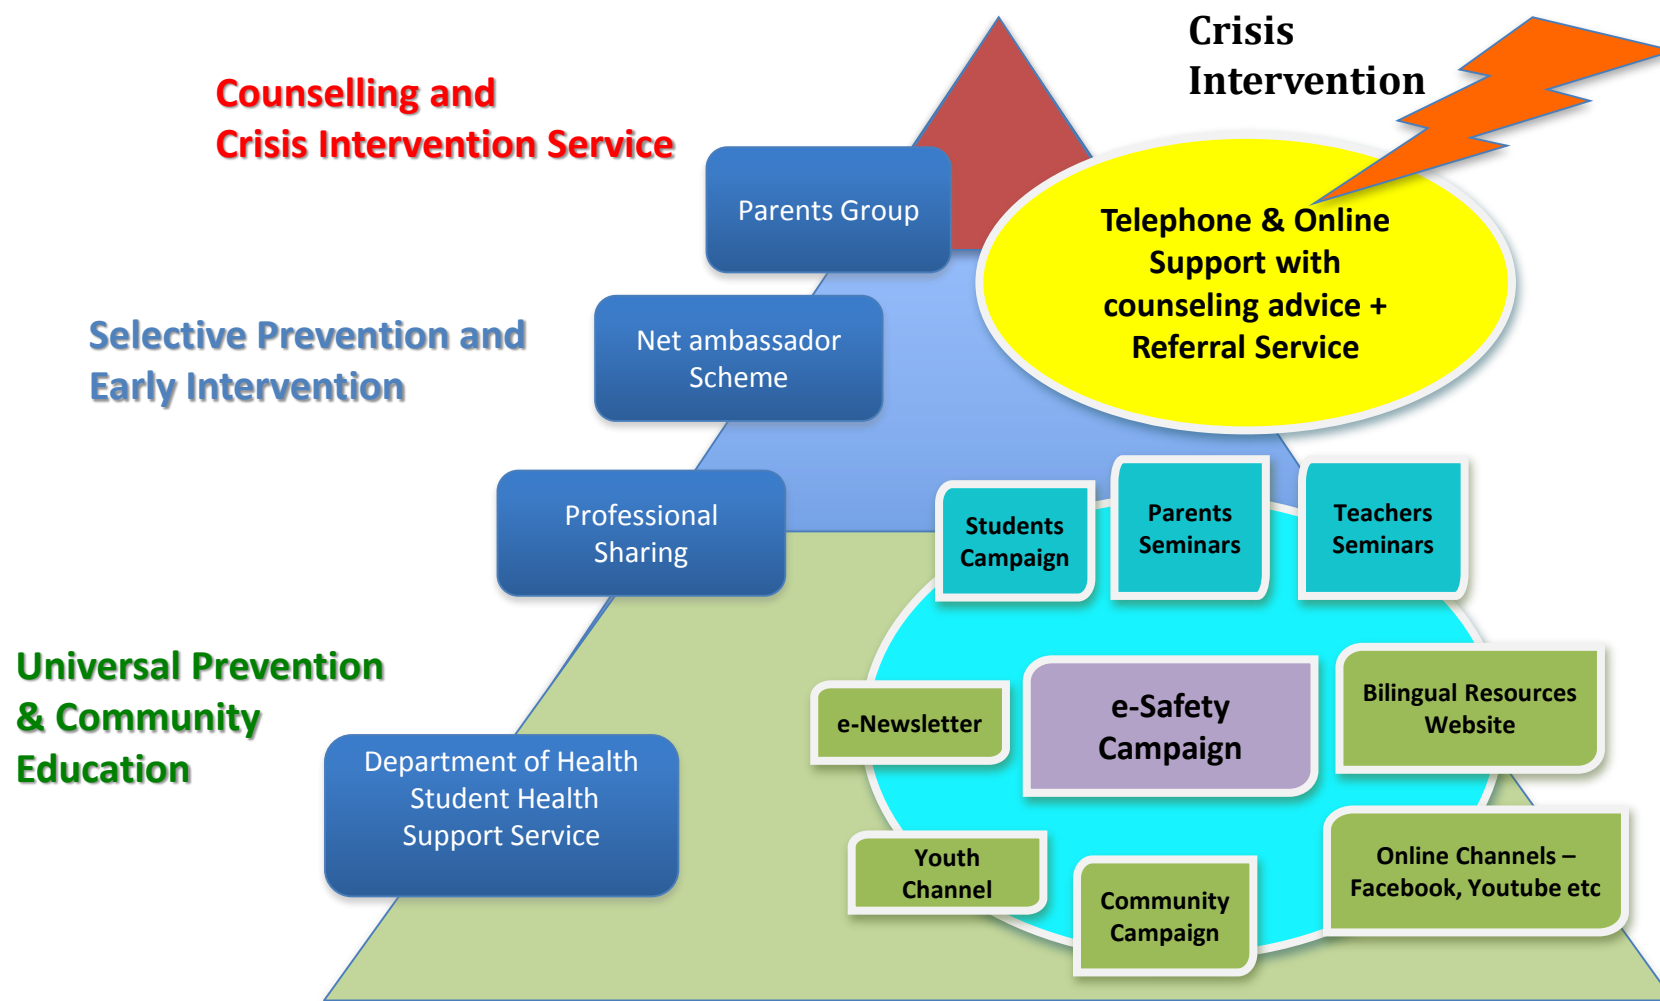 Crisis
Intervention
Counselling and
Crisis Intervention Service
Parents Group
Telephone & Online
Support with
counseling advice +
Referral Service
Selective Prevention and
Early Intervention
Net ambassador
Scheme
Professional
Sharing
Students
Campaign
Parents
Seminars
Teachers
Seminars
Universal Prevention
& Community
Education
e-Newsletter
e-Safety
Campaign
Bilingual Resources
Website
Department of Health
Student Health
Support Service
Youth
Channel
Community
Campaign
Online Channels –
Facebook, Youtube etc